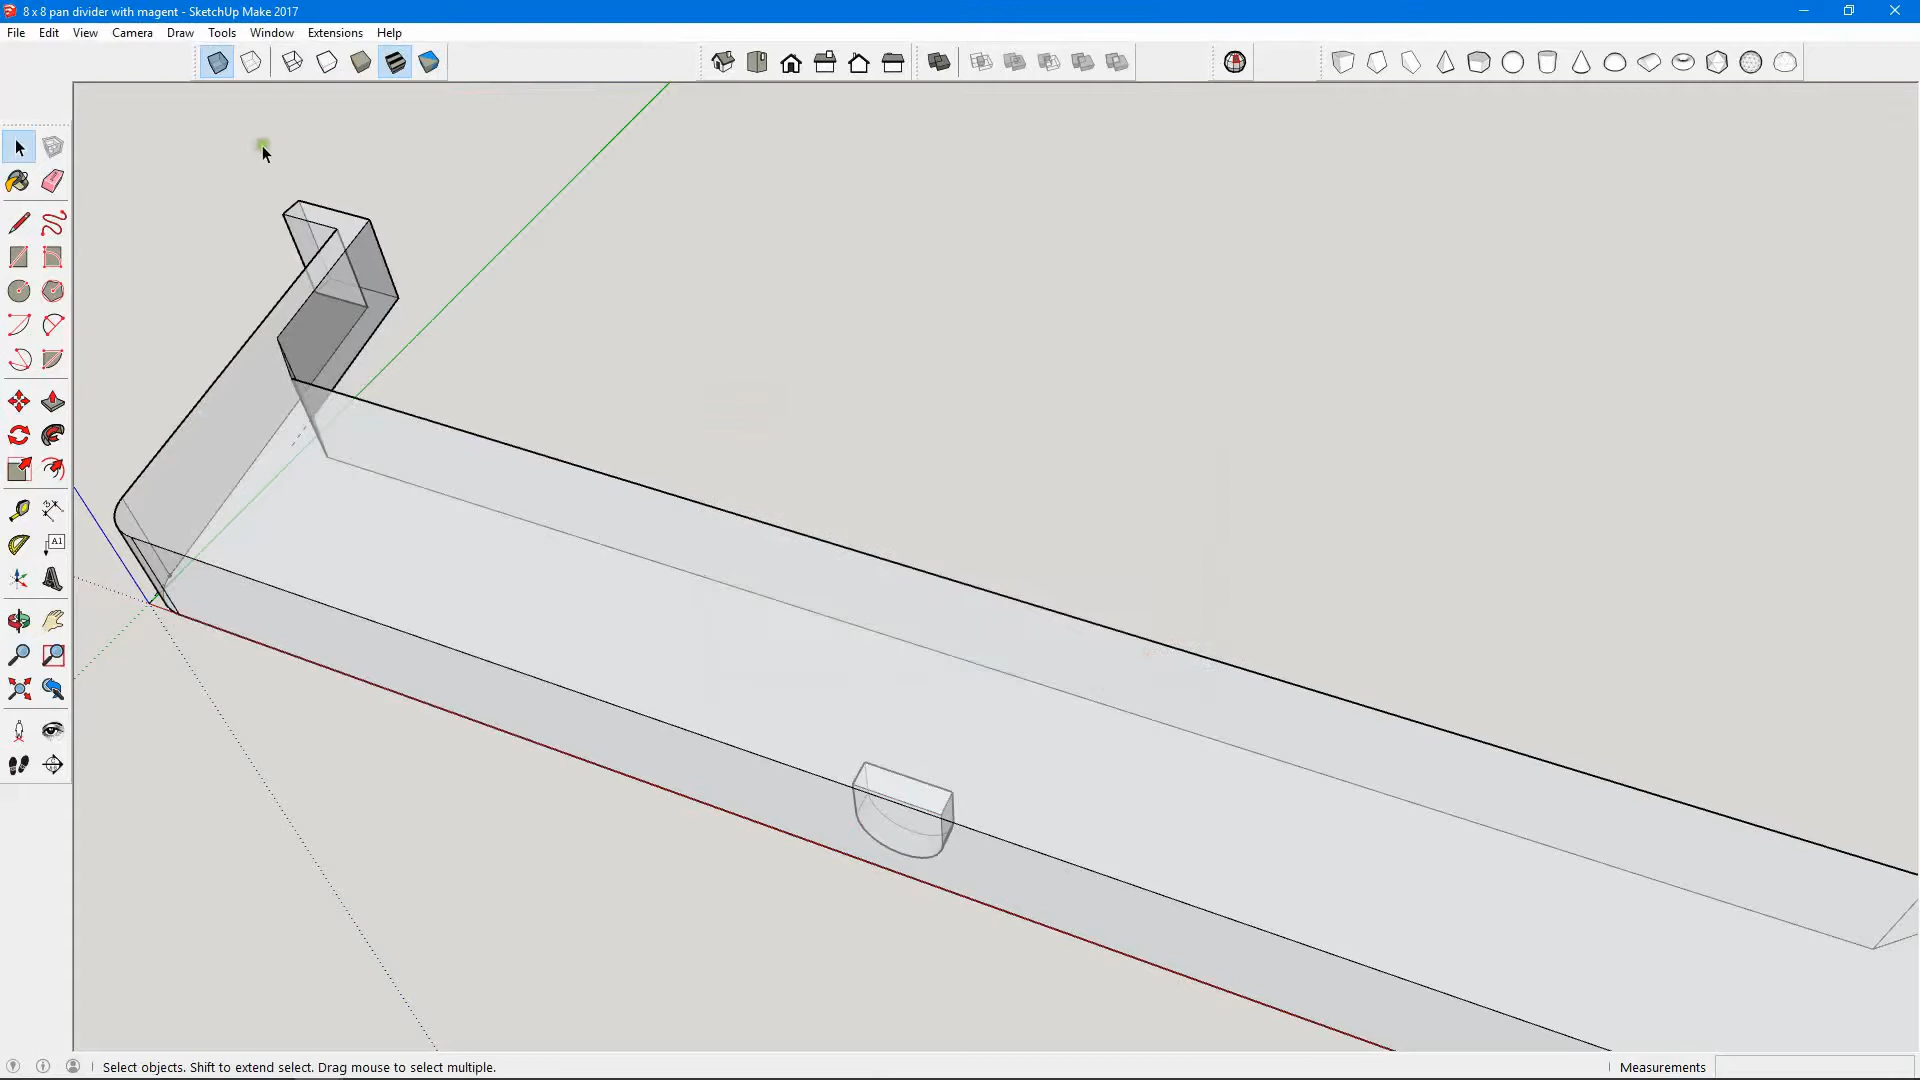 8 x 8 pan divider with magent - SketchUp Make 2017
File Edit View Camera Draw Tools Window Extensions Help
A1
Select objects. Shift to extend select. Drag mouse to select multiple.
Measurements